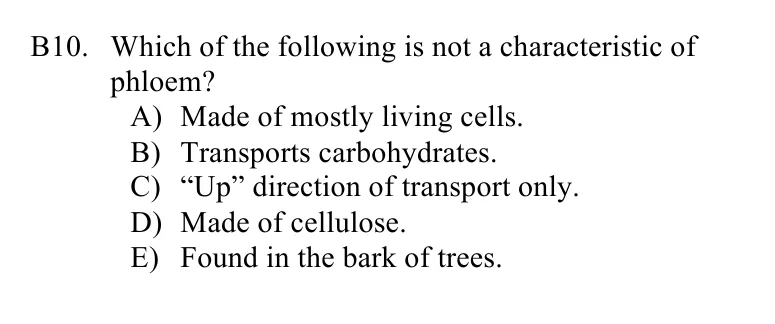 B10. Which of the following is not a characteristic of
phloem?
A) Made of mostly living cells.
B) Transports carbohydrates.
C) “Up” direction of transport only.
D) Made of cellulose.
E) Found in the bark of trees.